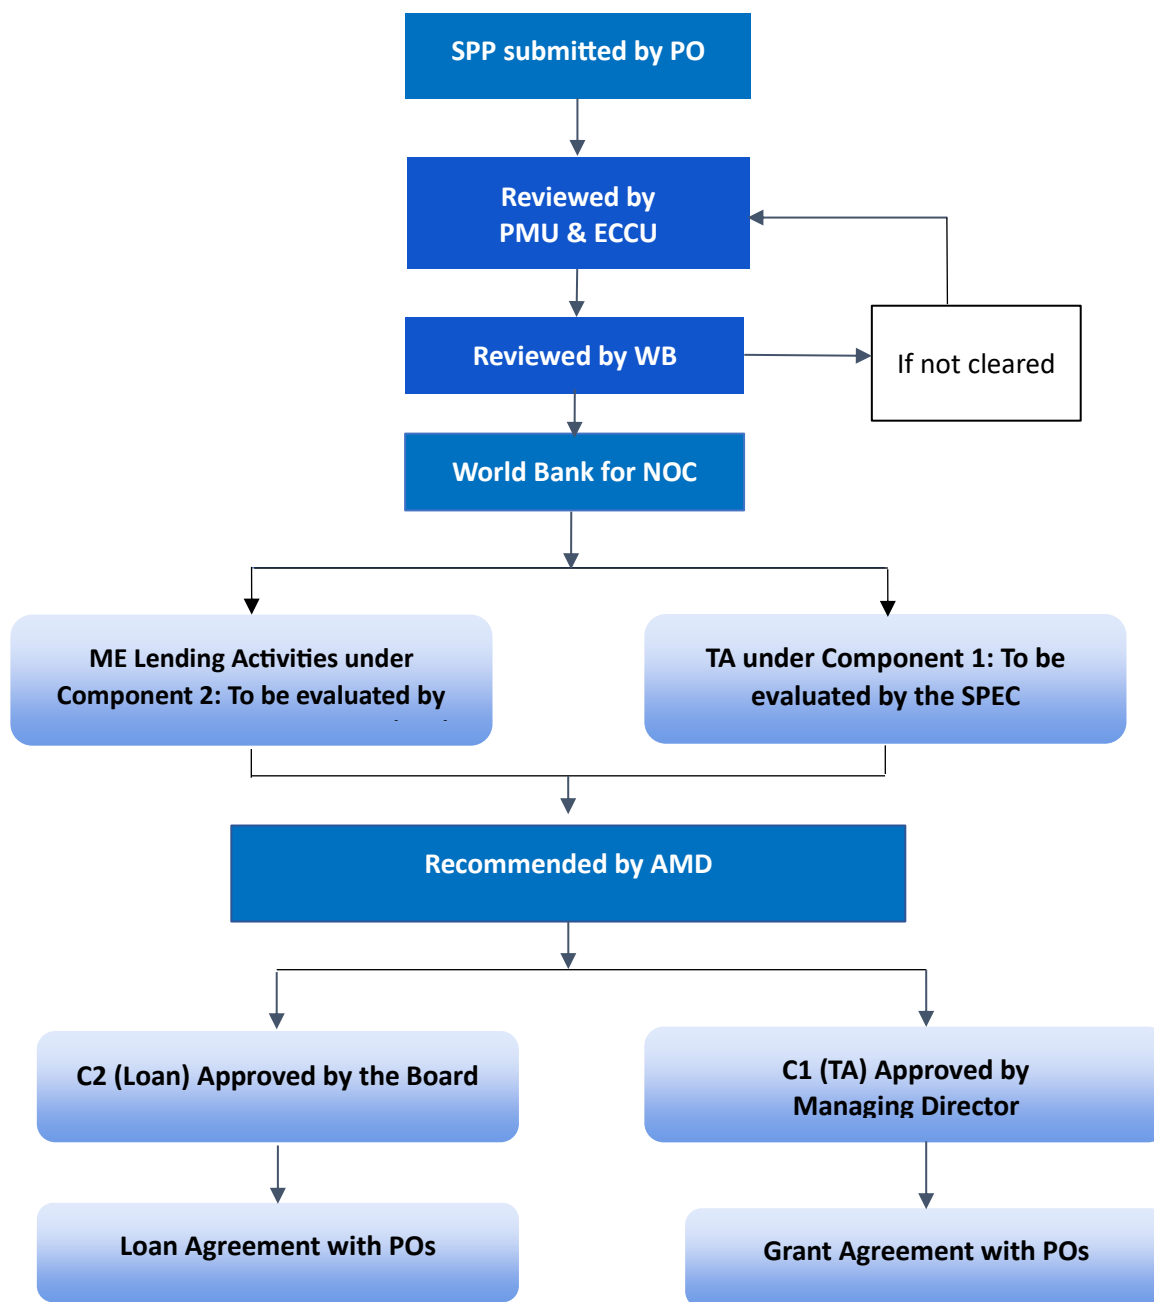 SPP submitted by PO
Reviewed by
PMU & ECCU
Reviewed by WB
If not cleared
World Bank for NOC
ME Lending Activities under
Component 2: To be evaluated by
TA under Component 1: To be
evaluated by the SPEC
Recommended by AMD
C2 (Loan) Approved by the Board
C1 (TA) Approved by
Managing Director
Loan Agreement with POs
Grant Agreement with POs